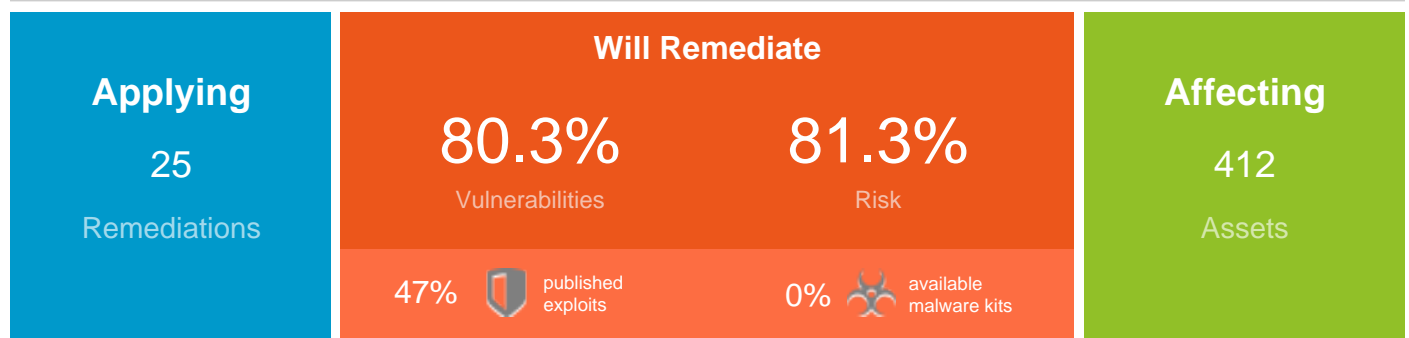 Applying
25
Remediations
Will Remediate
80.3%
Vulnerabilities
81.3%
Risk
47%
published
exploits
0%
available
malware kits
Affecting
412
Assets